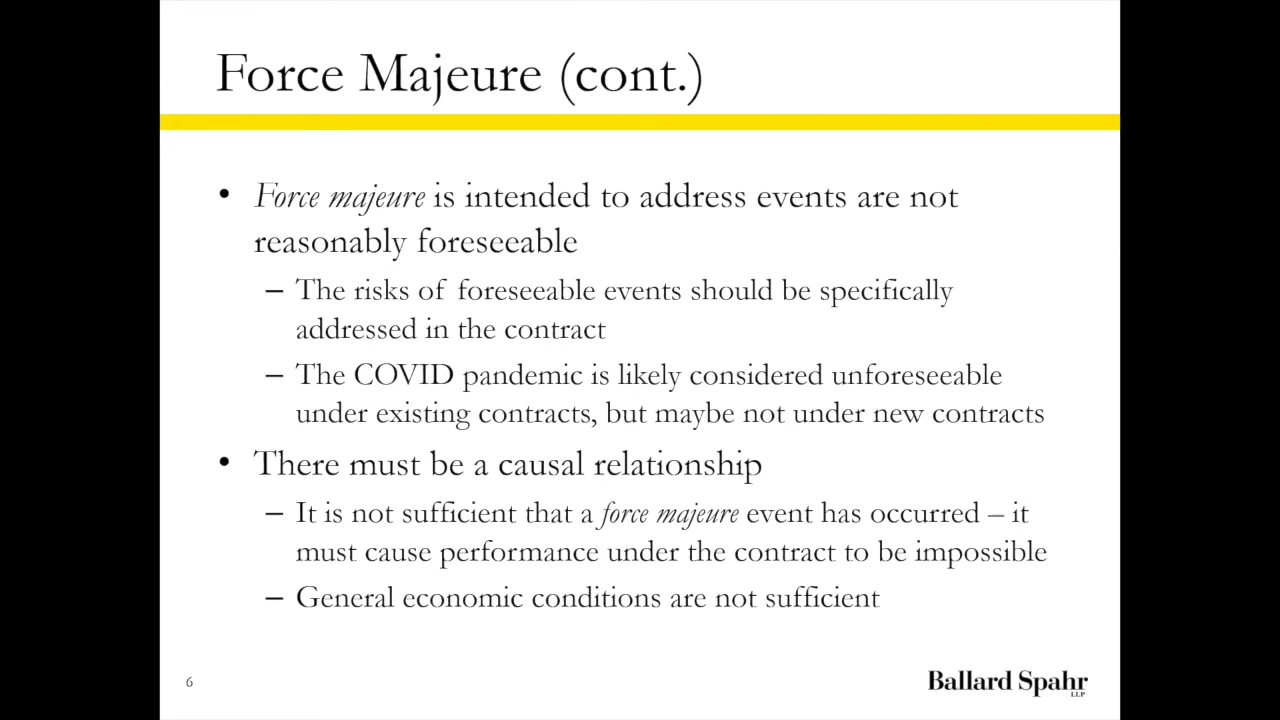 Force Majeure (cont.)
• Force majeure is intended to address events are not
reasonably foreseeable
– The risks of foreseeable events should be specifically
addressed in the contract
– The COVID pandemic is likely considered unforeseeable
under existing contracts, but maybe not under new contracts
• There must be a causal relationship
– It is not sufficient that a force majeure event has occurred – it
must cause performance under the contract to be impossible
– General economic conditions are not sufficient
6
Ballard Spahr
LLP